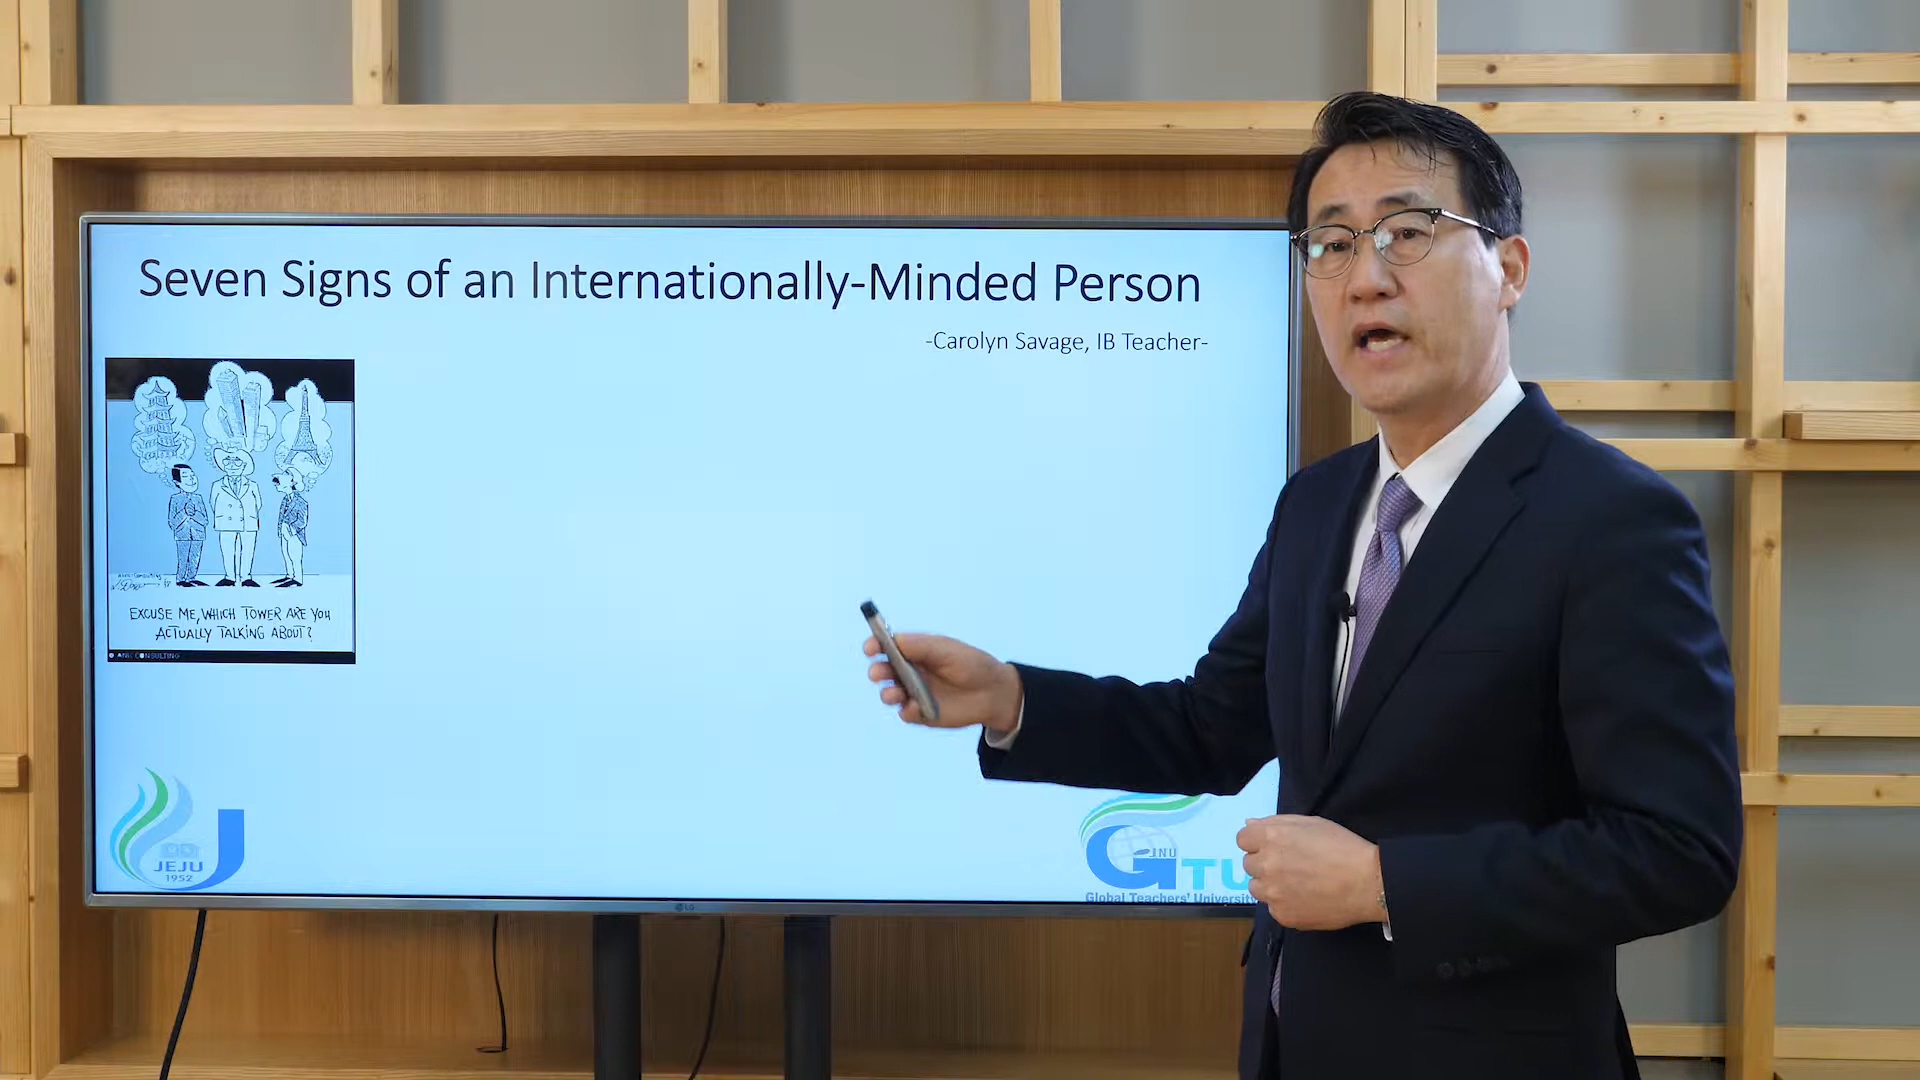 Seven Signs of an Internationally-Minded Person
-Carolyn Savage, IB Teacher-
EXCUSE ME, WHICH TOWER ARE YOU
ACTUALLY TALKING ABOUT?
CONSULTING
JEJU
1952
JNU
GTU
Global Teachers' University
LG